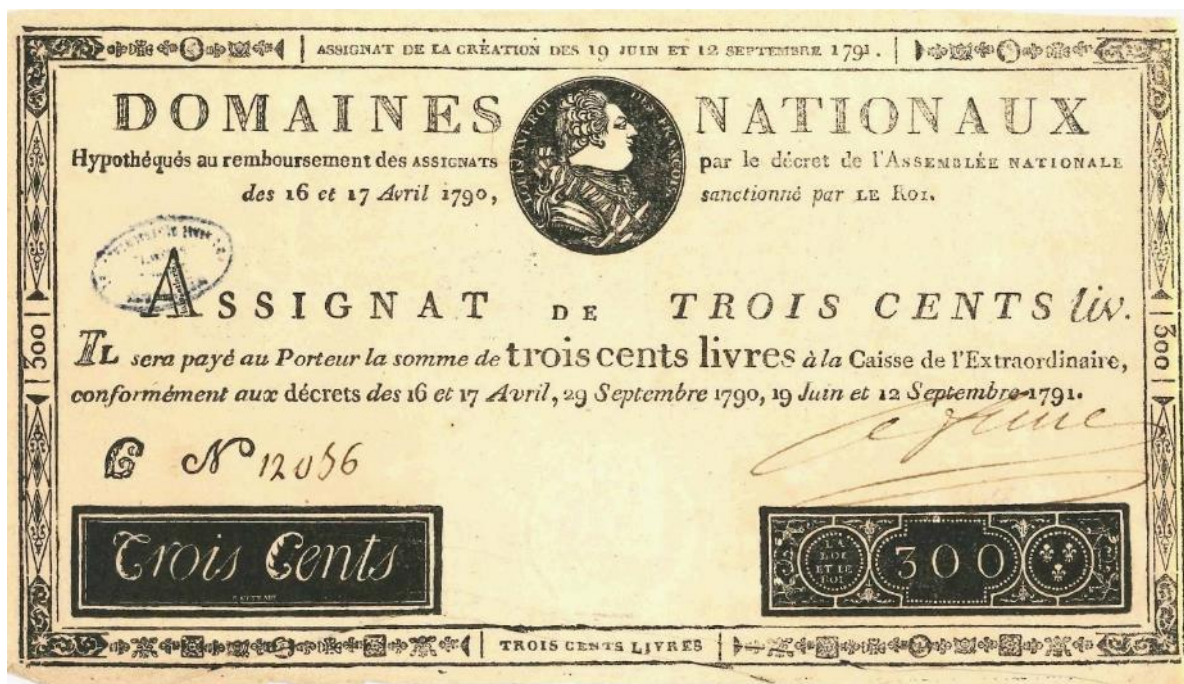 ASSIGNAT DE LA CRÉATION DES 19 JUIN ET 12 SEPTEMBRE 1791.
DOMAINES NATIONAUX
Hypothéqués au remboursement des ASSIGNATS par le décret de l'ASSEMBLÉE NATIONALE
des 16 et 17 Avril 1790, sanctionné par LE ROI.
ASSIGNAT DE TROIS CENTS liv.
IL sera payé au Porteur la somme de trois cents livres à la Caisse de l'Extraordinaire,
conformément aux décrets des 16 et 17 Avril, 29 Septembre 1790, 19 Juin et 12 Septembre 1791.
G N° 12056
Trois Cents
LA
LOI
ET LE
ROI
300
300
300
TROIS CENTS LIVRES